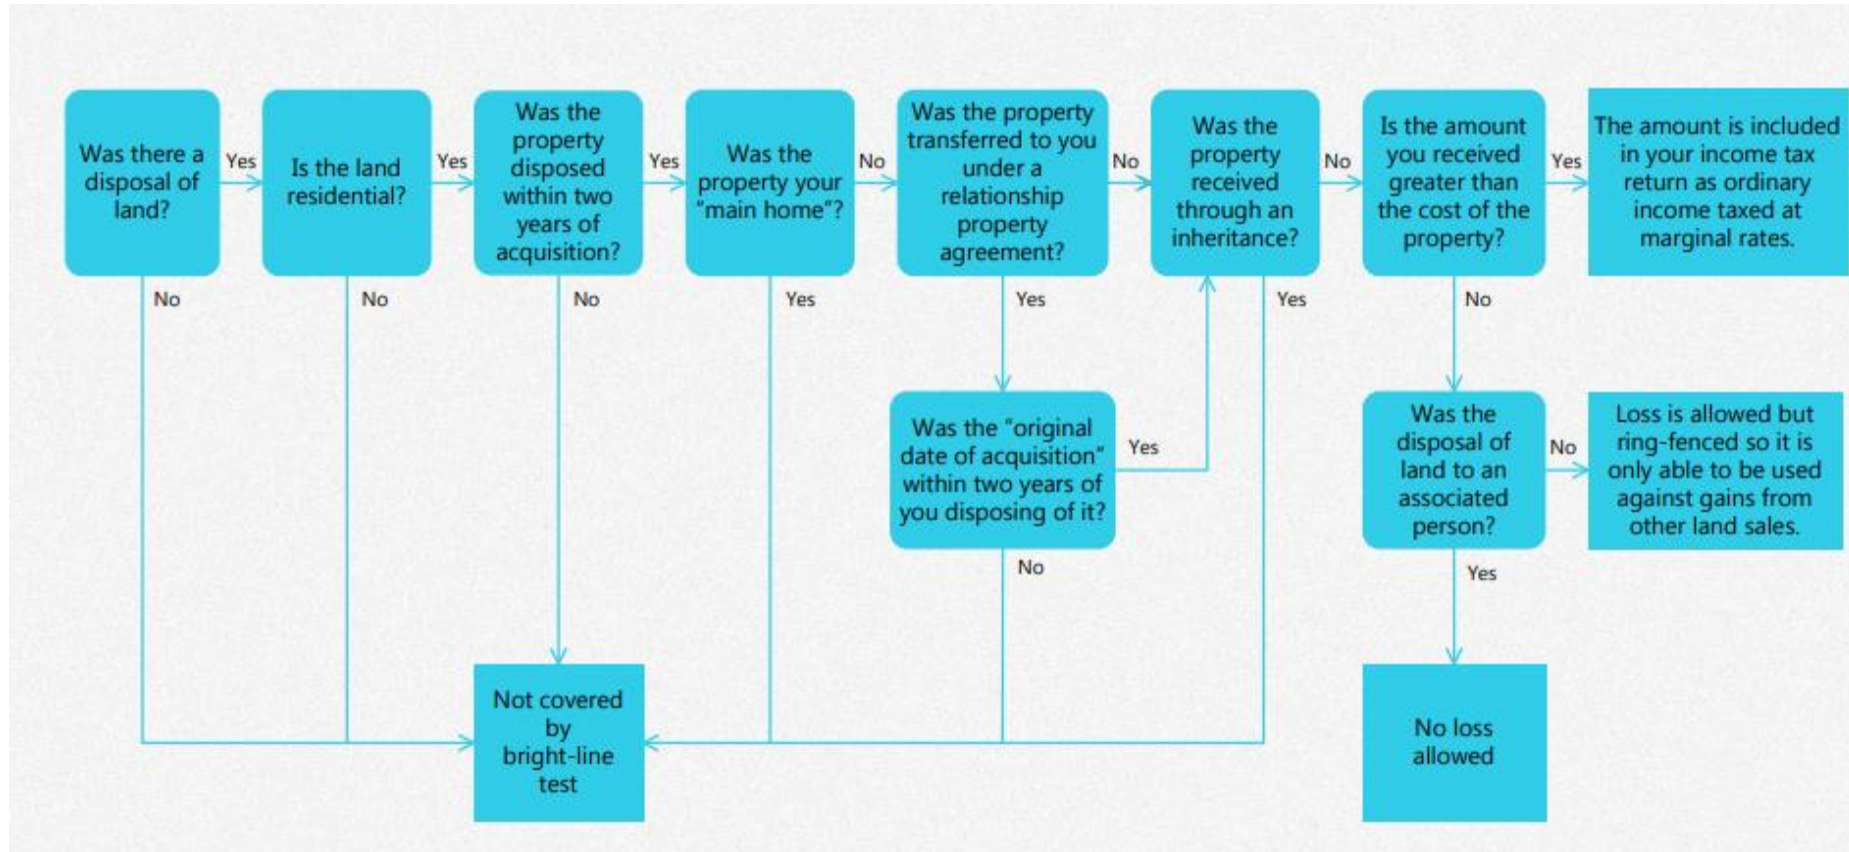 Was there a
disposal of
land?
Yes
No
Is the land
residential?
Yes
No
Was the
property
disposed
within two
years of
acquisition?
Yes
No
Was the
property your
"main home"?
No
Yes
Was the property
transferred to you
under a
relationship
property
agreement?
No
Yes
Was the "original
date of acquisition"
within two years of
you disposing of it?
Yes
No
Was the
property
received
through an
inheritance?
No
Yes
Is the amount
you received
greater than
the cost of the
property?
Yes
No
The amount is included
in your income tax
return as ordinary
income taxed at
marginal rates.
Was the
disposal of
land to an
associated
person?
No
Yes
Loss is allowed but
ring-fenced so it is
only able to be used
against gains from
other land sales.
Not covered
by
bright-line
test
No loss
allowed